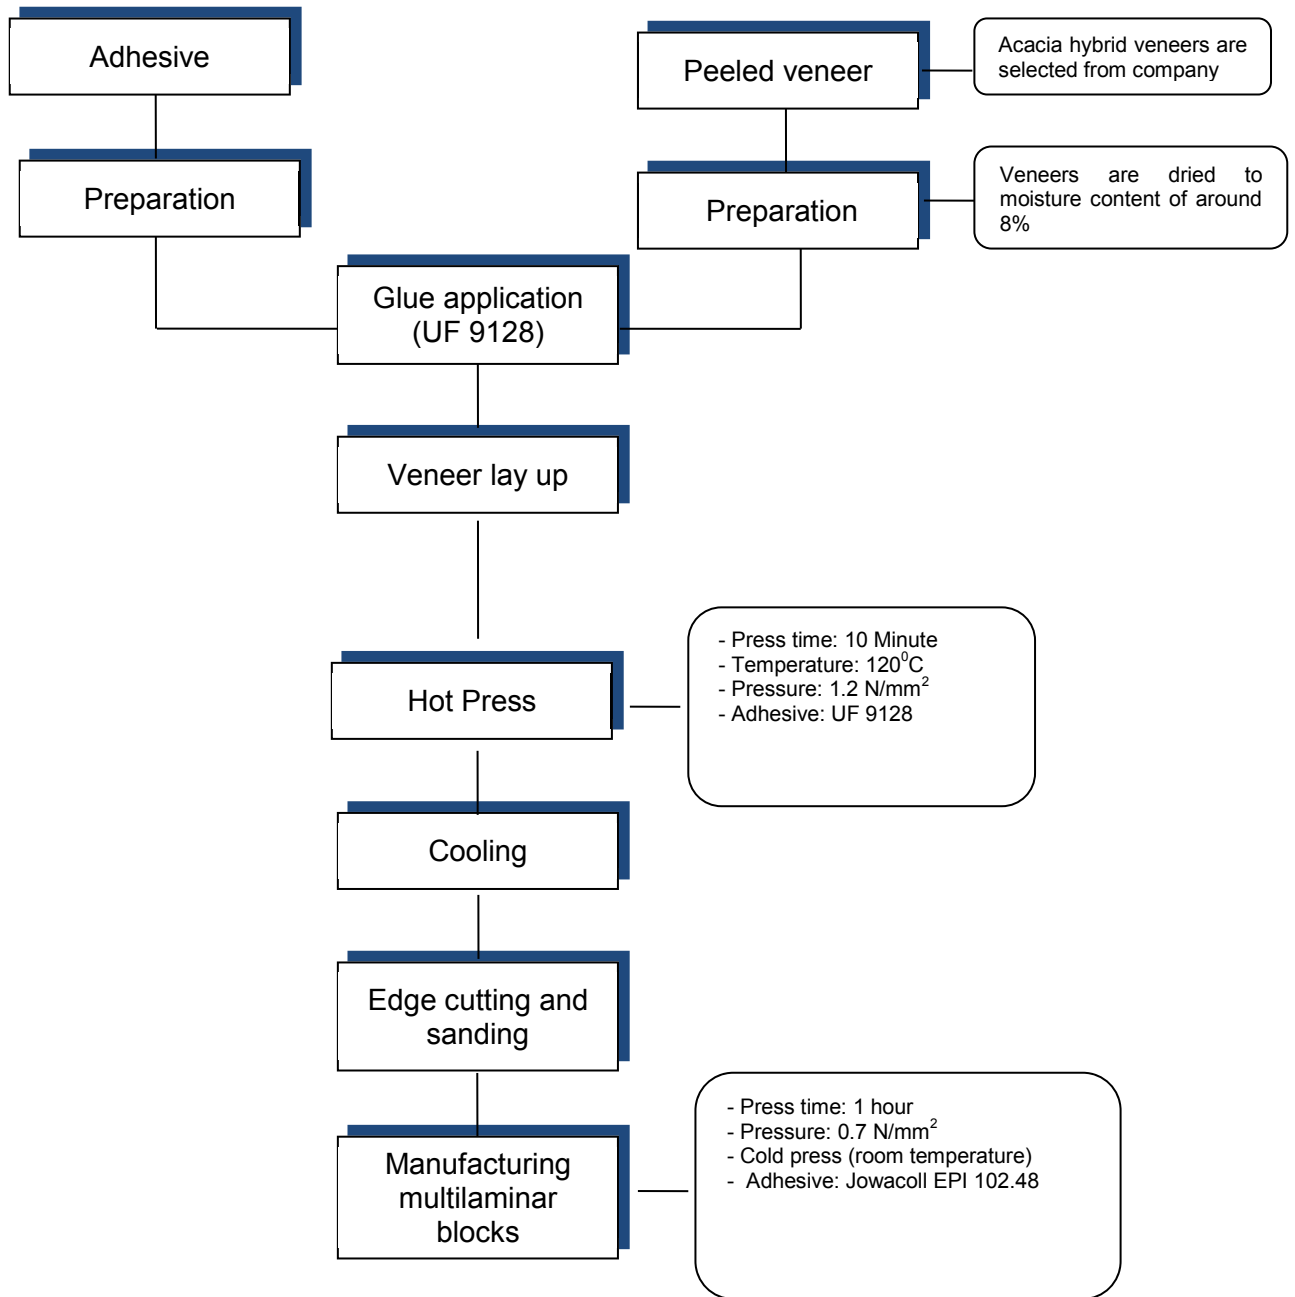 Adhesive
Peeled veneer
Acacia hybrid veneers are
selected from company
Preparation
Preparation
Veneers are dried to
moisture content of around
8%
Glue application
(UF 9128)
Veneer lay up
Hot Press
- Press time: 10 Minute
- Temperature: 120⁰C
- Pressure: 1.2 N/mm²
- Adhesive: UF 9128
Cooling
Edge cutting and
sanding
Manufacturing
multilaminar
blocks
- Press time: 1 hour
- Pressure: 0.7 N/mm²
- Cold press (room temperature)
- Adhesive: Jowacoll EPI 102.48